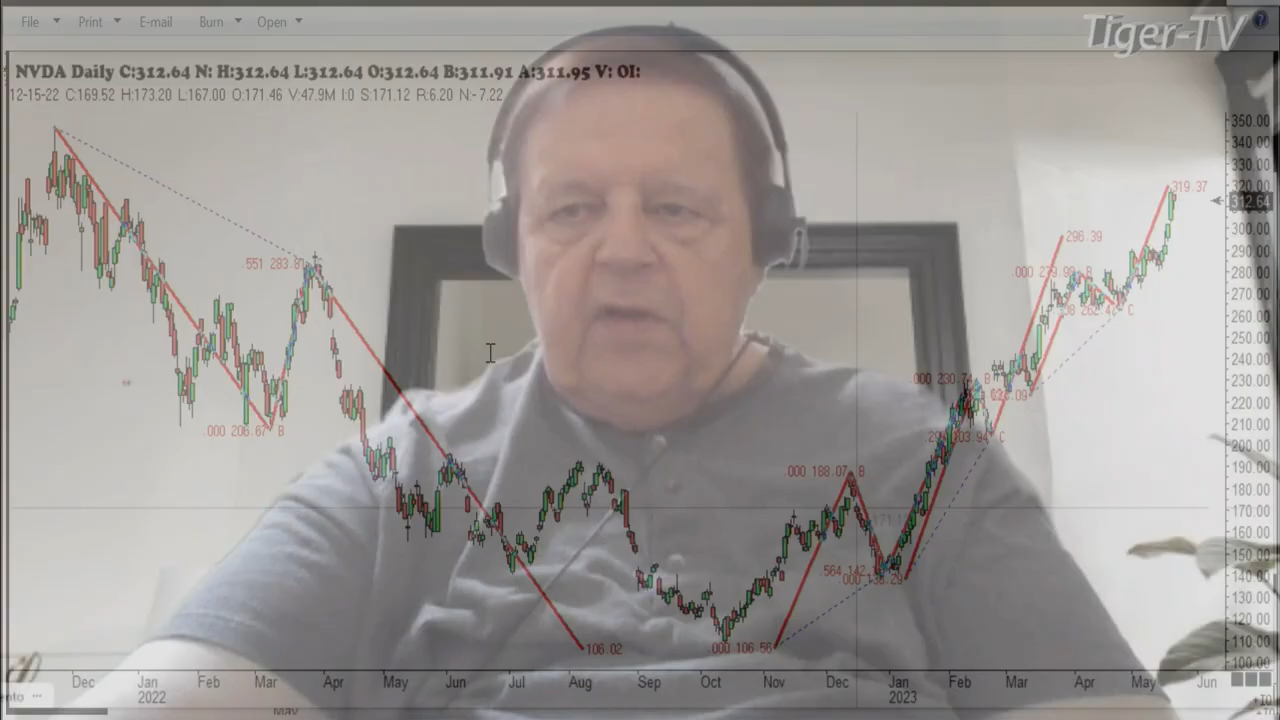 File Print E-mail Burn Open
Tiger-TV
NVDA Daily C:312.64 N: H:312.64 L:312.64 O:312.64 B:311.91 A:311.95 V: OI:
12-15-22 C:169.52 H:173.20 L:167.00 O:171.46 V:47.9M I:0 S:171.12 R:6.20 N:-7.22
350.00
340.00
330.00
320.00
319.37
312.64
300.00
296.39
290.00
.551 283.81
280.00
.000 279.99 B
270.00
262.47 C
260.00
250.00
240.00
230.00
.000 230.71 B
220.00
210.00
.000 206.67 B
203.94 C
200.00
190.00
.000 188.07 B
180.00
170.00
160.00
150.00
140.00
130.00
120.00
110.00
106.02
000 106.56
100.00
Dec Jan Feb Mar Apr May Jun Jul Aug Sep Oct Nov Dec Jan Feb Mar Apr May Jun
2022 2023